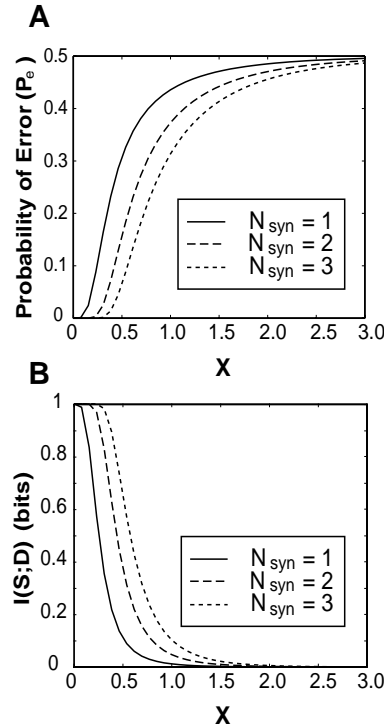 A
Probability of Error (Pe)
0.5
0.4
0.3
0.2
0.1
0
N syn = 1
N syn = 2
N syn = 3
0 0.5 1.0 1.5 2.0 2.5 3.0
X
B
I(S;D) (bits)
1
0.8
0.6
0.4
0.2
0
N syn = 1
N syn = 2
N syn = 3
0 0.5 1.0 1.5 2.0 2.5 3.0
X